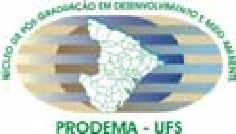 NÚCLEO DE PÓS-GRADUAÇÃO EM DESENVOLVIMENTO E MEIO AMBIENTE
PRODEMA - UFS